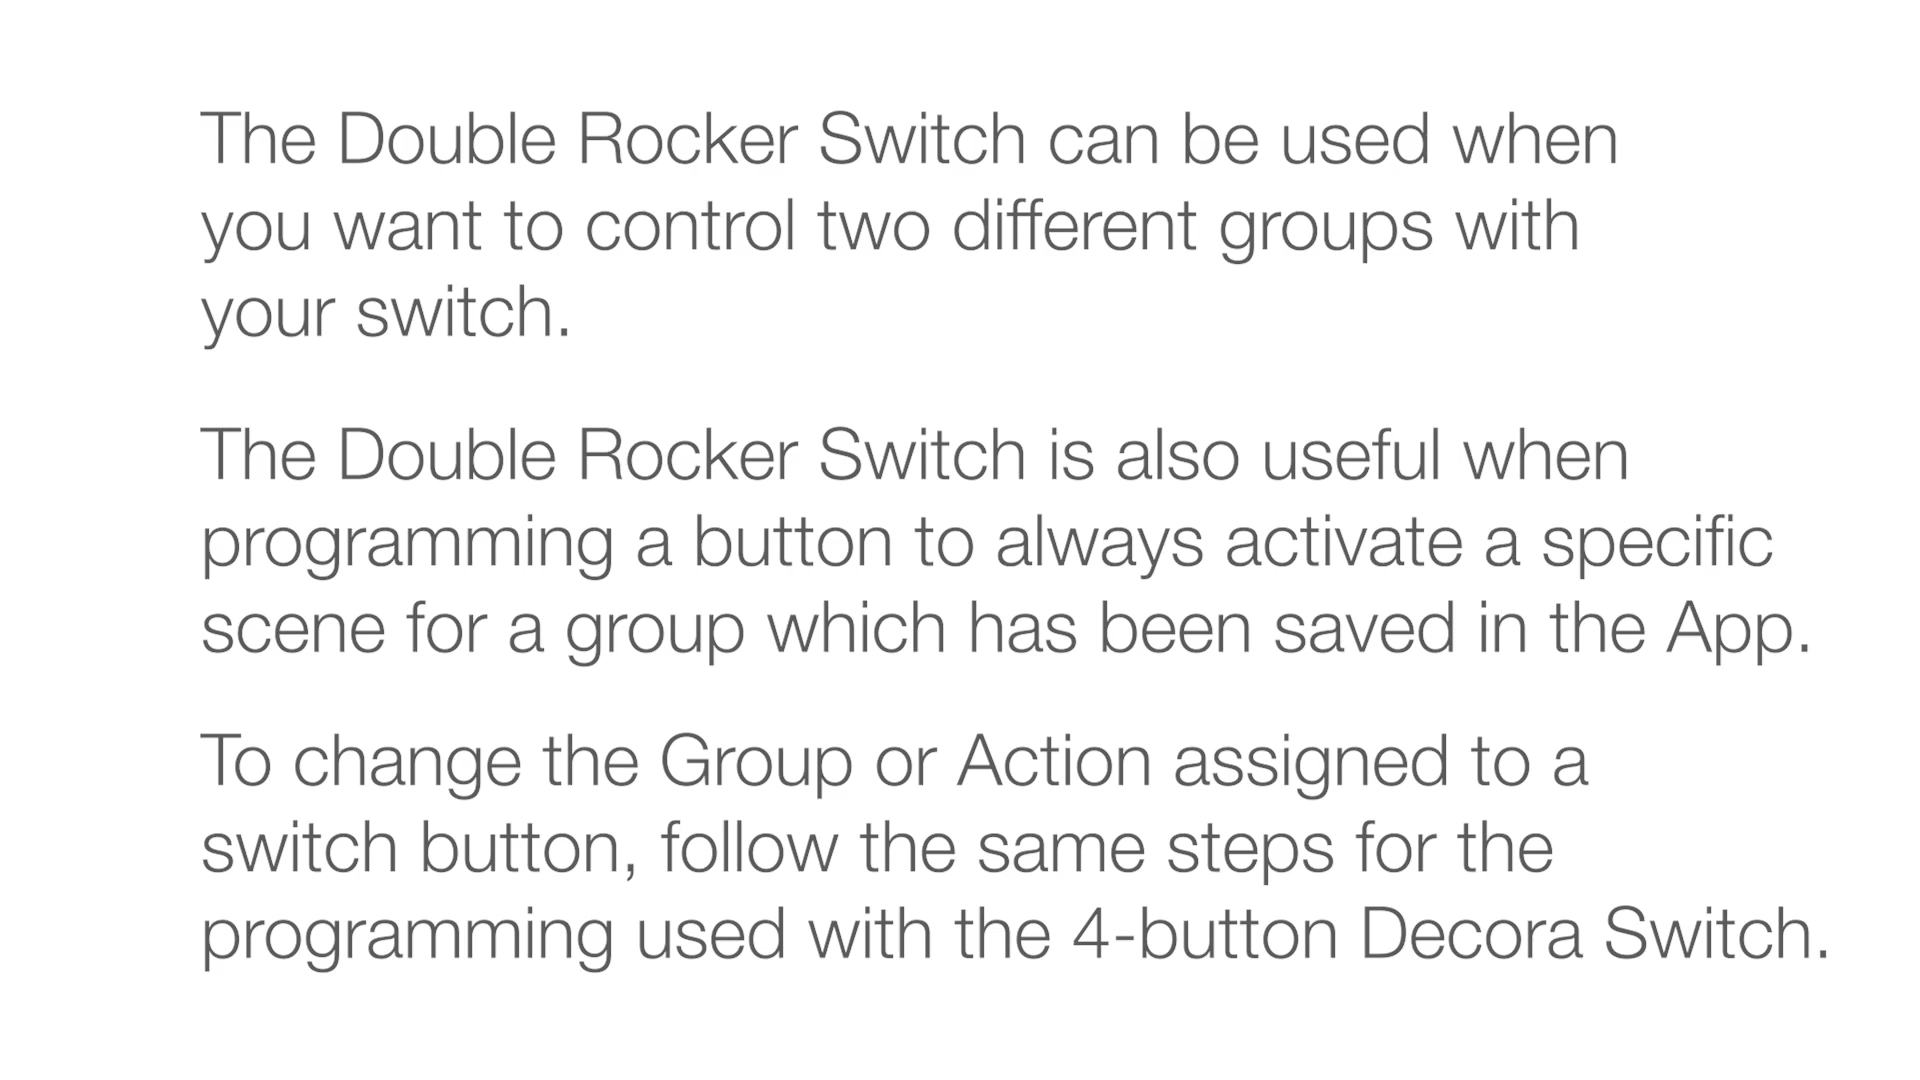 The Double Rocker Switch can be used when
you want to control two different groups with
your switch.
The Double Rocker Switch is also useful when
programming a button to always activate a specific
scene for a group which has been saved in the App.
To change the Group or Action assigned to a
switch button, follow the same steps for the
programming used with the 4-button Decora Switch.